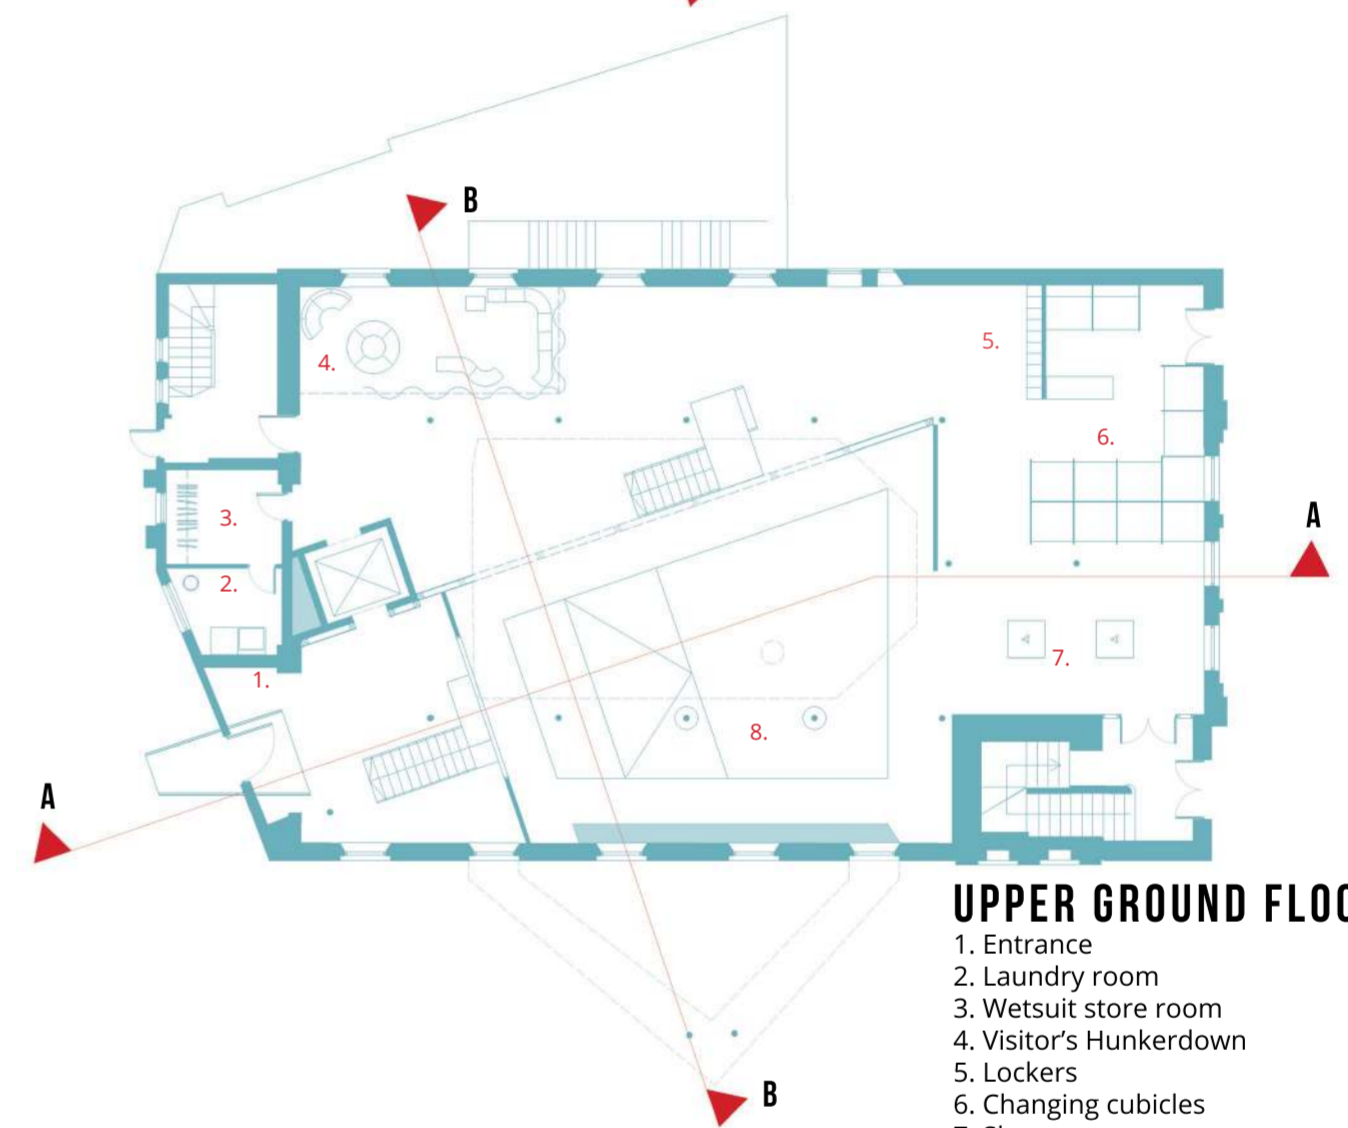 B
4.
5.
6.
3.
A
2.
7.
1.
8.
A
UPPER GROUND
1. Entrance
2. Laundry room
3. Wetsuit store room
4. Visitor’s Hunkerdown
5. Lockers
B
6. Changing cubicles